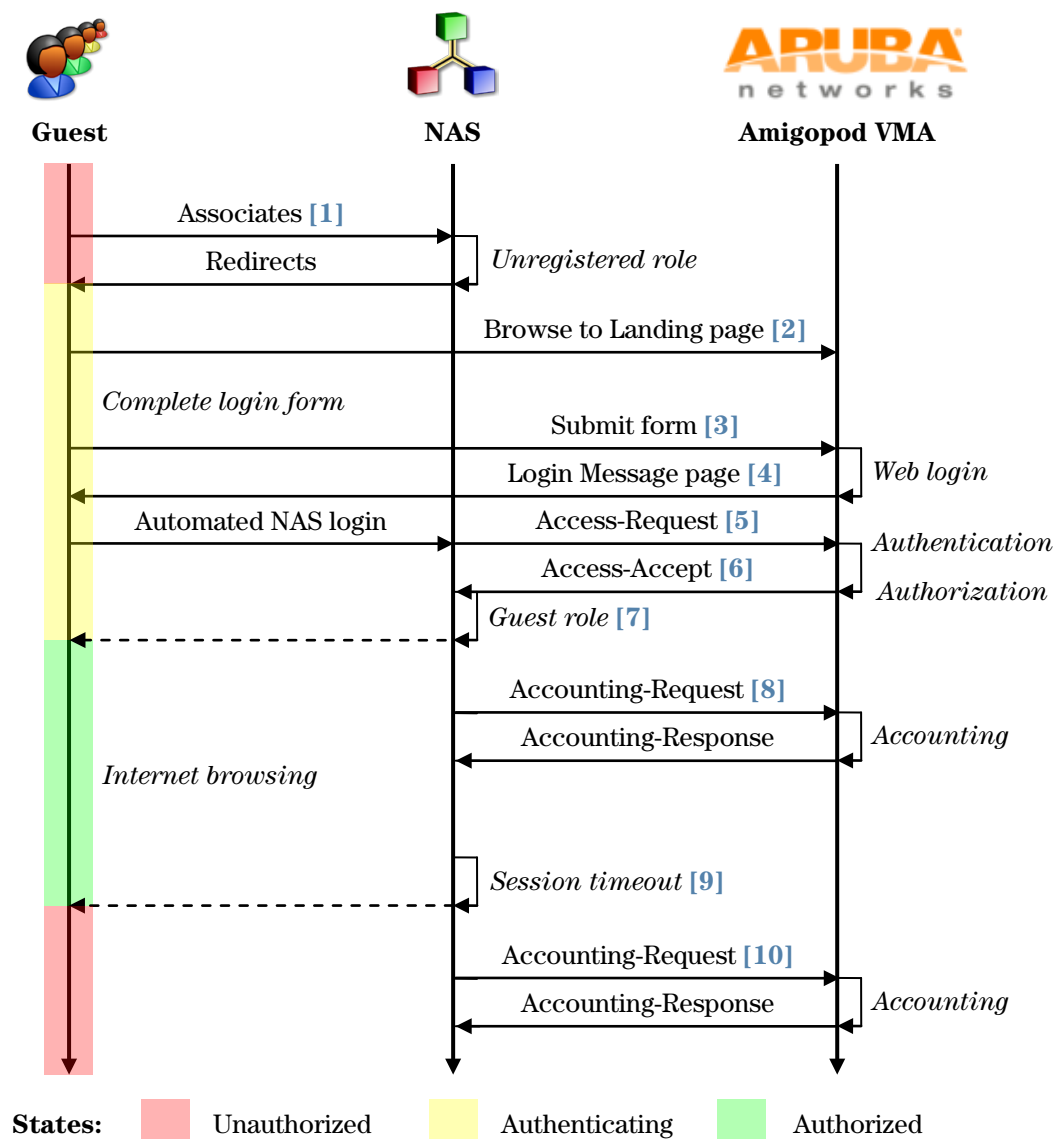 ARUBA
networks
Guest
NAS
Amigopod VMA
Associates [1]
Redirects
Unregistered role
Browse to Landing page [2]
Complete login form
Submit form [3]
Login Message page [4]
Web login
Automated NAS login
Access-Request [5]
Authentication
Access-Accept [6]
Authorization
Guest role [7]
Accounting-Request [8]
Accounting-Response
Accounting
Internet browsing
Session timeout [9]
Accounting-Request [10]
Accounting-Response
Accounting
States: Unauthorized Authenticating Authorized